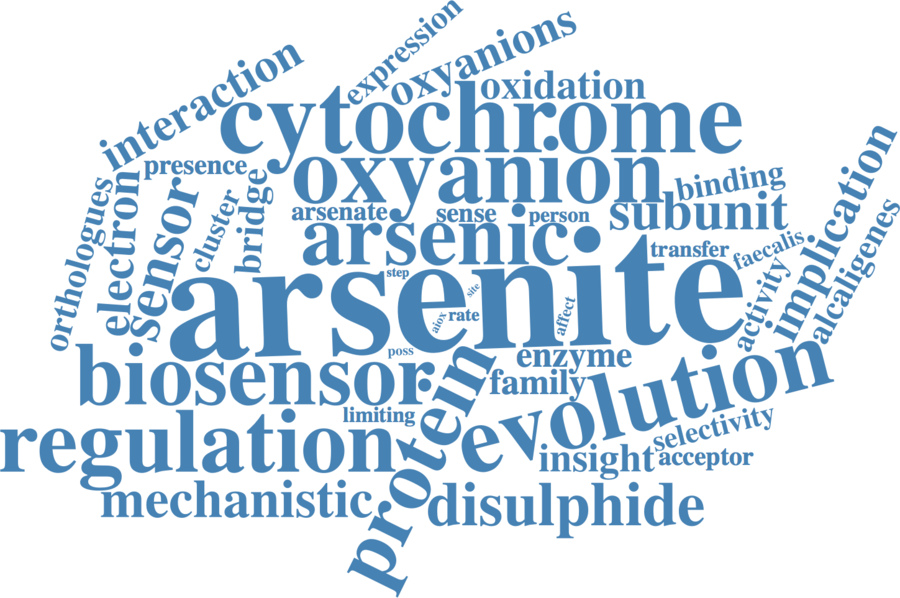 expression
oxyanions
interaction
oxidation
cytochrome
presence
oxyanion
binding
implication
orthologues
electron
sensor
cluster
bridge
arsenate
sense
person
subunit
arsenic
transfer
faecalis
alcaligenes
step
site
arsenite
activity
aiox
rate
affect
poss
enzyme
biosensor
family
evolution
protein
limiting
selectivity
regulation
insight
acceptor
mechanistic
disulphide